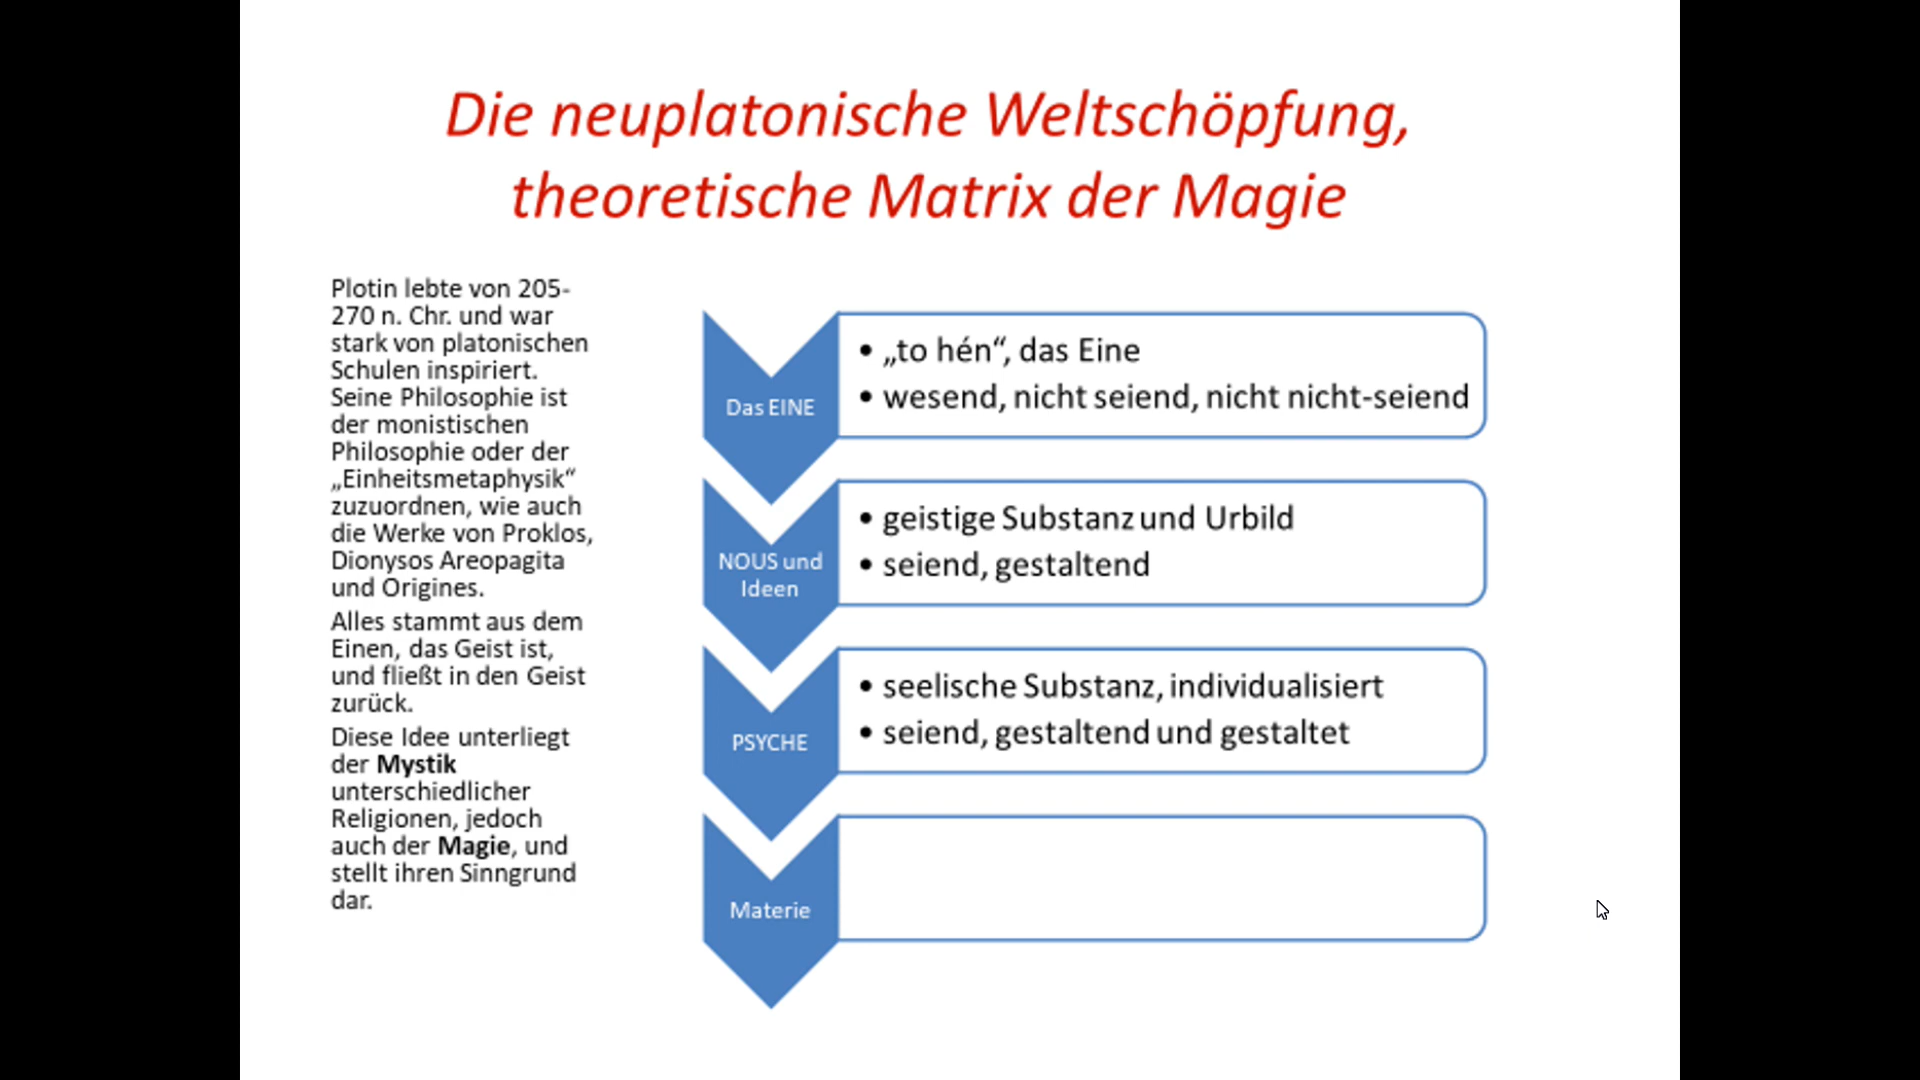 Die neuplatonische Weltschöpfung,
theoretische Matrix der Magie
Plotin lebte von 205-
270 n. Chr. und war
stark von platonischen
Schulen inspiriert.
Seine Philosophie ist
der monistischen
Philosophie oder der
„Einheitsmetaphysik“
zuzuordnen, wie auch
die Werke von Proklos,
Dionysos Areopagita
und Origines.
Alles stammt aus dem
Einen, das Geist ist,
und fließt in den Geist
zurück.
Diese Idee unterliegt
der Mystik
unterschiedlicher
Religionen, jedoch
auch der Magie, und
stellt ihren Sinngrund
dar.
Das EINE
• „to hén“, das Eine
• wesend, nicht seiend, nicht nicht-seiend
NOUS und
Ideen
• geistige Substanz und Urbild
• seiend, gestaltend
PSYCHE
• seelische Substanz, individualisiert
• seiend, gestaltend und gestaltet
Materie